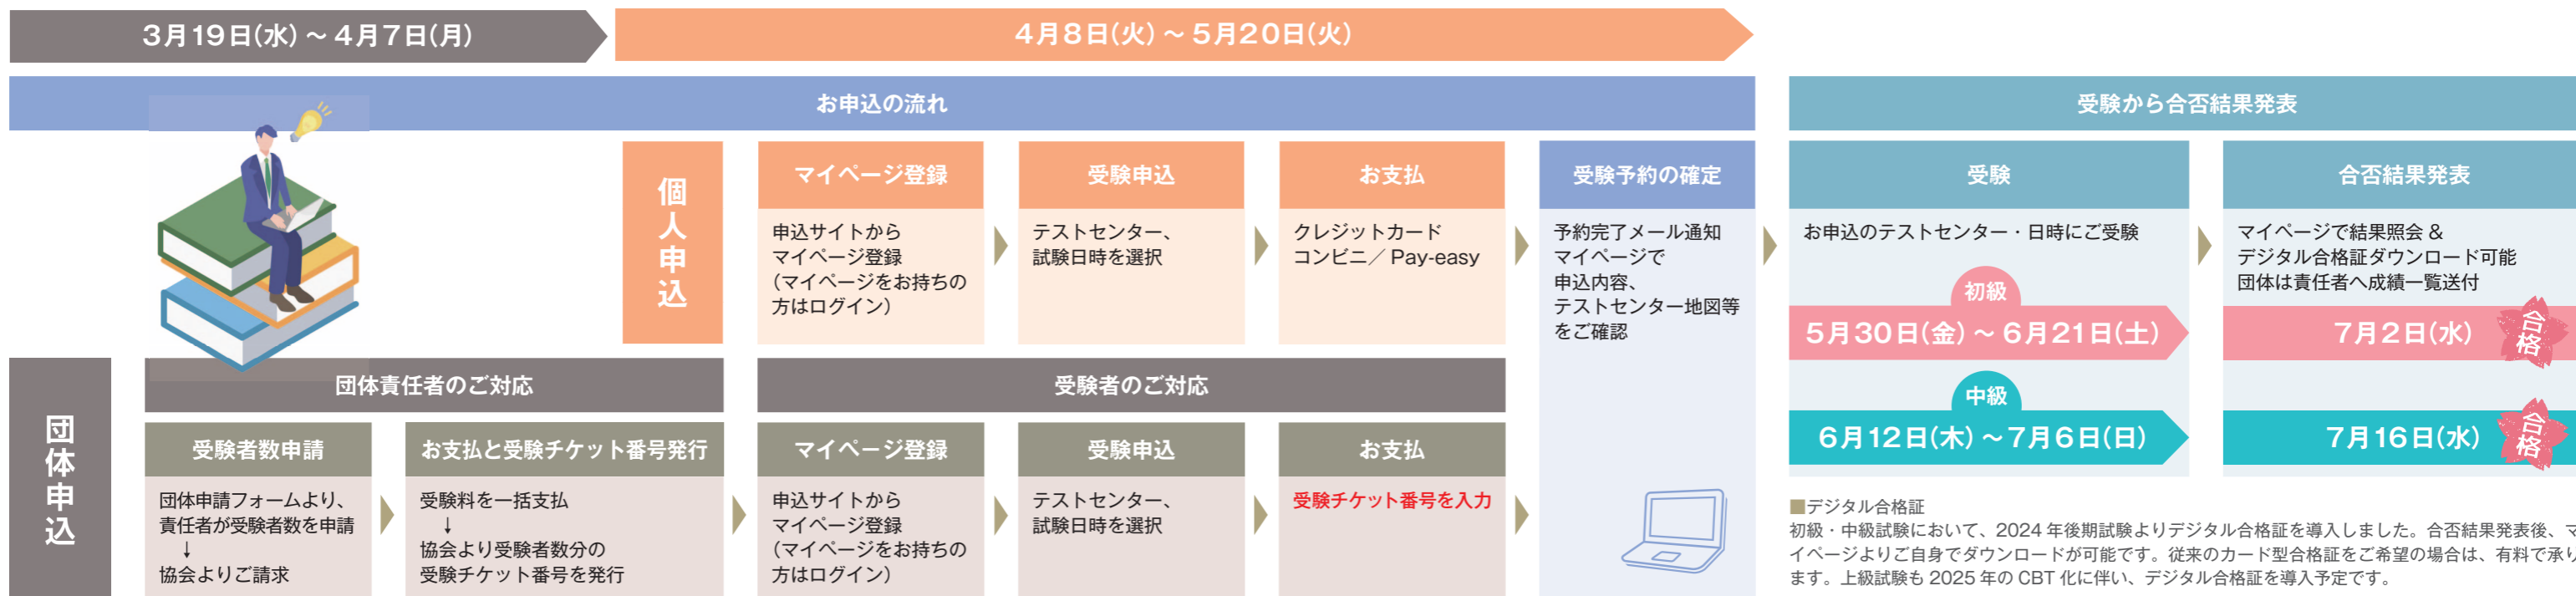 3月19日(水)～4月7日(月)
4月8日(火)～5月20日(火)
お申込の流れ
個人申込
マイページ登録
申込サイトから
マイページ登録
(マイページをお持ちの
方はログイン)
受験申込
テストセンター、
試験日時を選択
お支払
クレジットカード
コンビニ／Pay-easy
受験予約の確定
予約完了メール通知
マイページで
申込内容、
テストセンター地図等
をご確認
団体申込
団体責任者のご対応
受験者数申請
団体申請フォームより、
責任者が受験者数を申請
↓
協会よりご請求
お支払と受験チケット番号発行
受験料を一括支払
↓
協会より受験者数分の
受験チケット番号を発行
受験者のご対応
マイページ登録
申込サイトから
マイページ登録
(マイページをお持ちの
方はログイン)
受験申込
テストセンター、
試験日時を選択
お支払
受験チケット番号を入力
受験から合否結果発表
受験
お申込のテストセンター・日時にご受験
初級
5月30日(金)～6月21日(土)
中級
6月12日(木)～7月6日(日)
合否結果発表
マイページで結果照会＆
デジタル合格証ダウンロード可能
団体は責任者へ成績一覧送付
7月2日(水)
合格
7月16日(水)
合格
■デジタル合格証
初級・中級試験において、2024年後期試験よりデジタル合格証を導入しました。合否結果発表後、マ
イページよりご自身でダウンロードが可能です。従来のカード型合格証をご希望の場合は、有料で承り
ます。上級試験も2025年のCBT化に伴い、デジタル合格証を導入予定です。